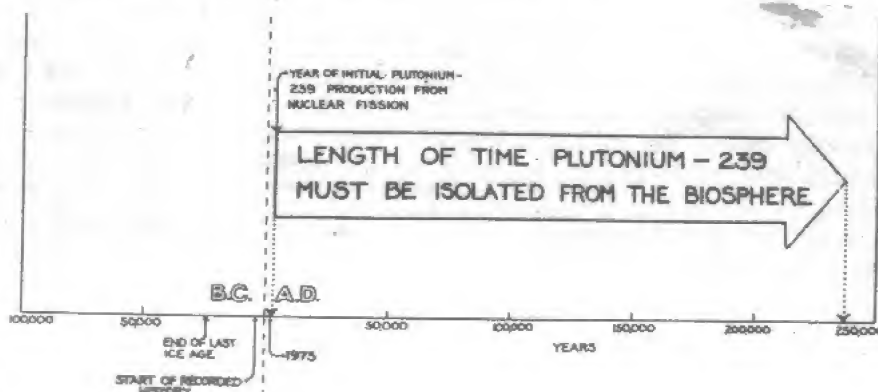 YEAR OF INITIAL PLUTONIUM-
239 PRODUCTION FROM
NUCLEAR FISSION
LENGTH OF TIME PLUTONIUM - 239
MUST BE ISOLATED FROM THE BIOSPHERE
B.C. A.D.
100,000 50,000 50,000 100,000 150,000 200,000 250,000
END OF LAST
ICE AGE
1975
YEARS
START OF RECORDED
HISTORY